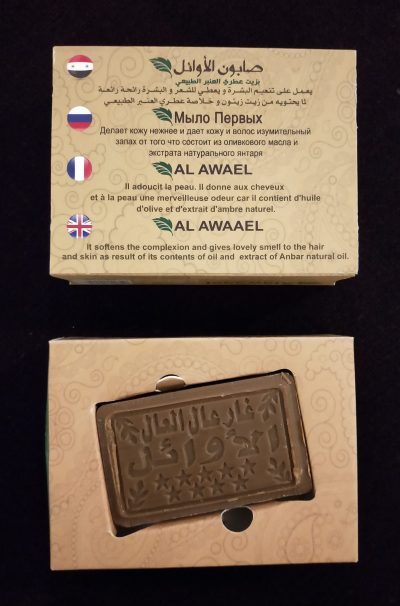 صابون الأوائل
بزيت عطري العنبر الطبيعي
يعمل على تنعيم البشرة و يعطي للشعر و البشرة رائحة رائعة
لا يحتويه من زيت زيتون و خلاصة عطري العنبر الطبيعي
Мыло Первых
Делает кожу нежнее и дает кожу и волос изумительный
запах от того что состоит из оливкового масла и
экстрата натурального янтаря
AL AWAEL
Il adoucit la peau. Il donne aux cheveux
et à la peau une merveilleuse odeur car il contient d'huile
d'olive et d'extrait d'ambre naturel.
AL AWAAEL
It softens the complexion and gives lovely smell to the hair
and skin as result of its contents of oil and extract of Anbar natural oil.
غار عال العال
الأوائل